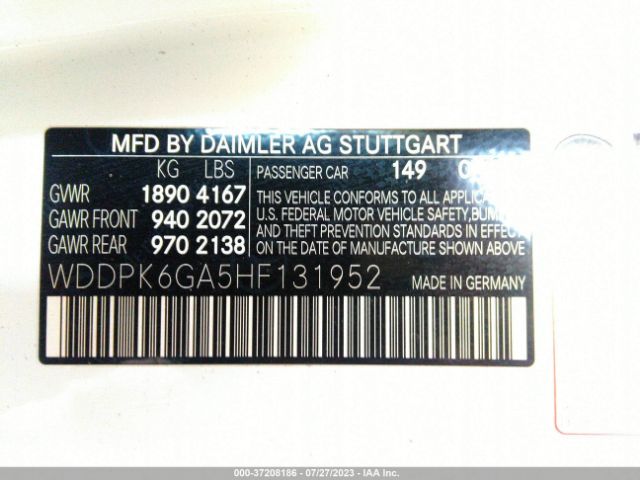 MFD BY DAIMLER AG STUTTGART
KG LBS PASSENGER CAR 149
GVWR 1890 4167
GAWR FRONT 940 2072
GAWR REAR 970 2138
THIS VEHICLE CONFORMS TO ALL
U.S. FEDERAL MOTOR VEHICLE SAFETY,
AND THEFT PREVENTION STANDARDS IN EFFECT
ON THE DATE OF MANUFACTURE SHOWN ABOVE.
WDDPK6GA5HF131952 MADE IN GERMANY
000-37208186 - 07/27/2023 - IAA Inc.